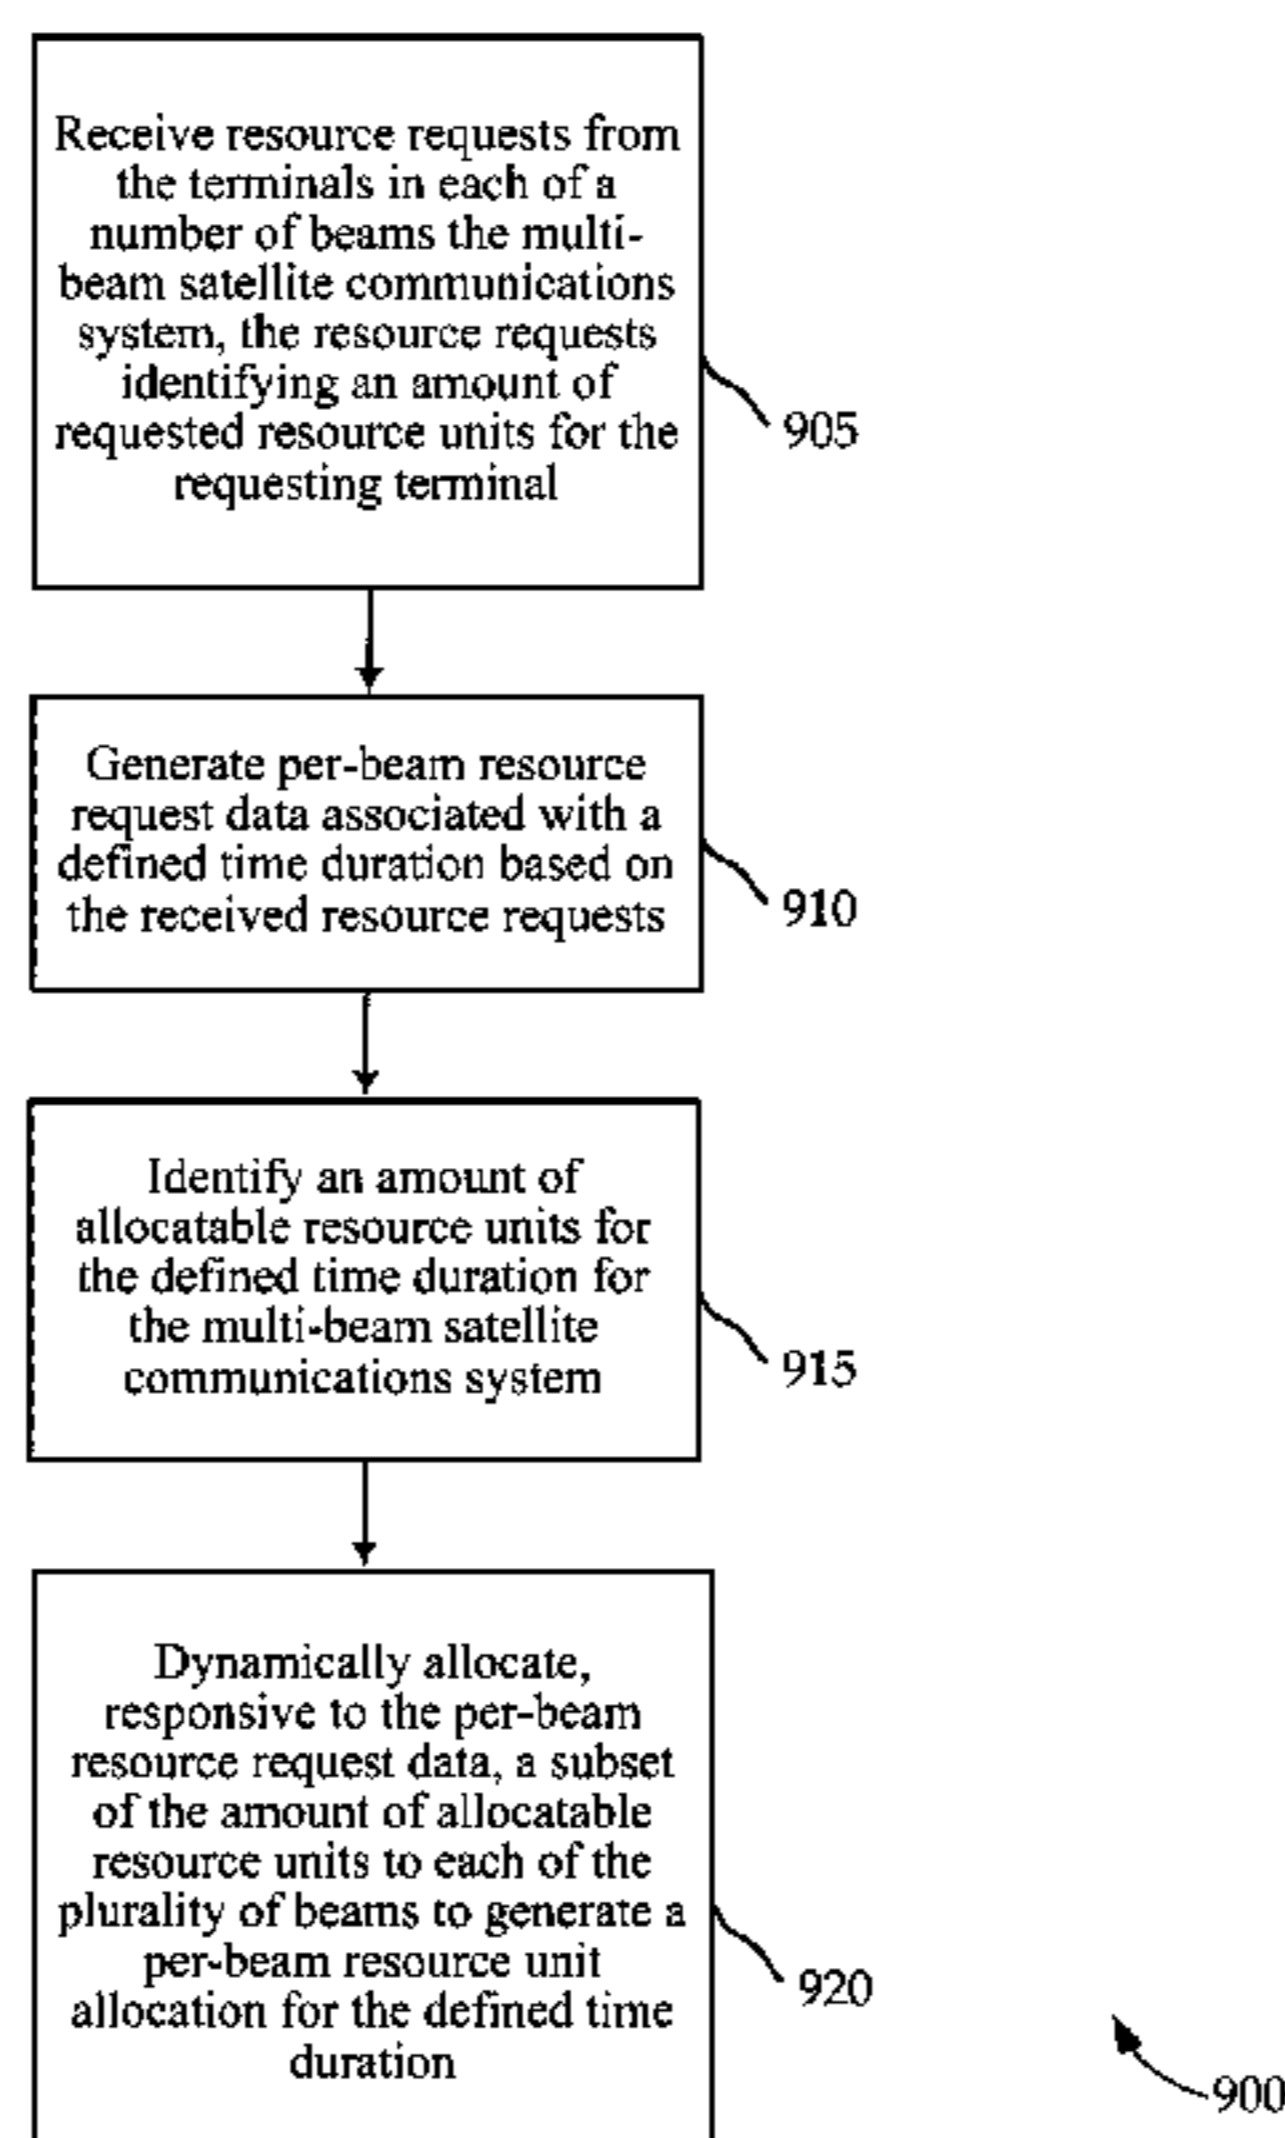 Receive resource requests from
the terminals in each of a
number of beams the multi-
beam satellite communications
system, the resource requests
identifying an amount of
requested resource units for the
requesting terminal
905
Generate per-beam resource
request data associated with a
defined time duration based on
the received resource requests
910
Identify an amount of
allocatable resource units for
the defined time duration for
the multi-beam satellite
communications system
915
Dynamically allocate,
responsive to the per-beam
resource request data, a subset
of the amount of allocatable
resource units to each of the
plurality of beams to generate a
per-beam resource unit
allocation for the defined time
duration
920
900